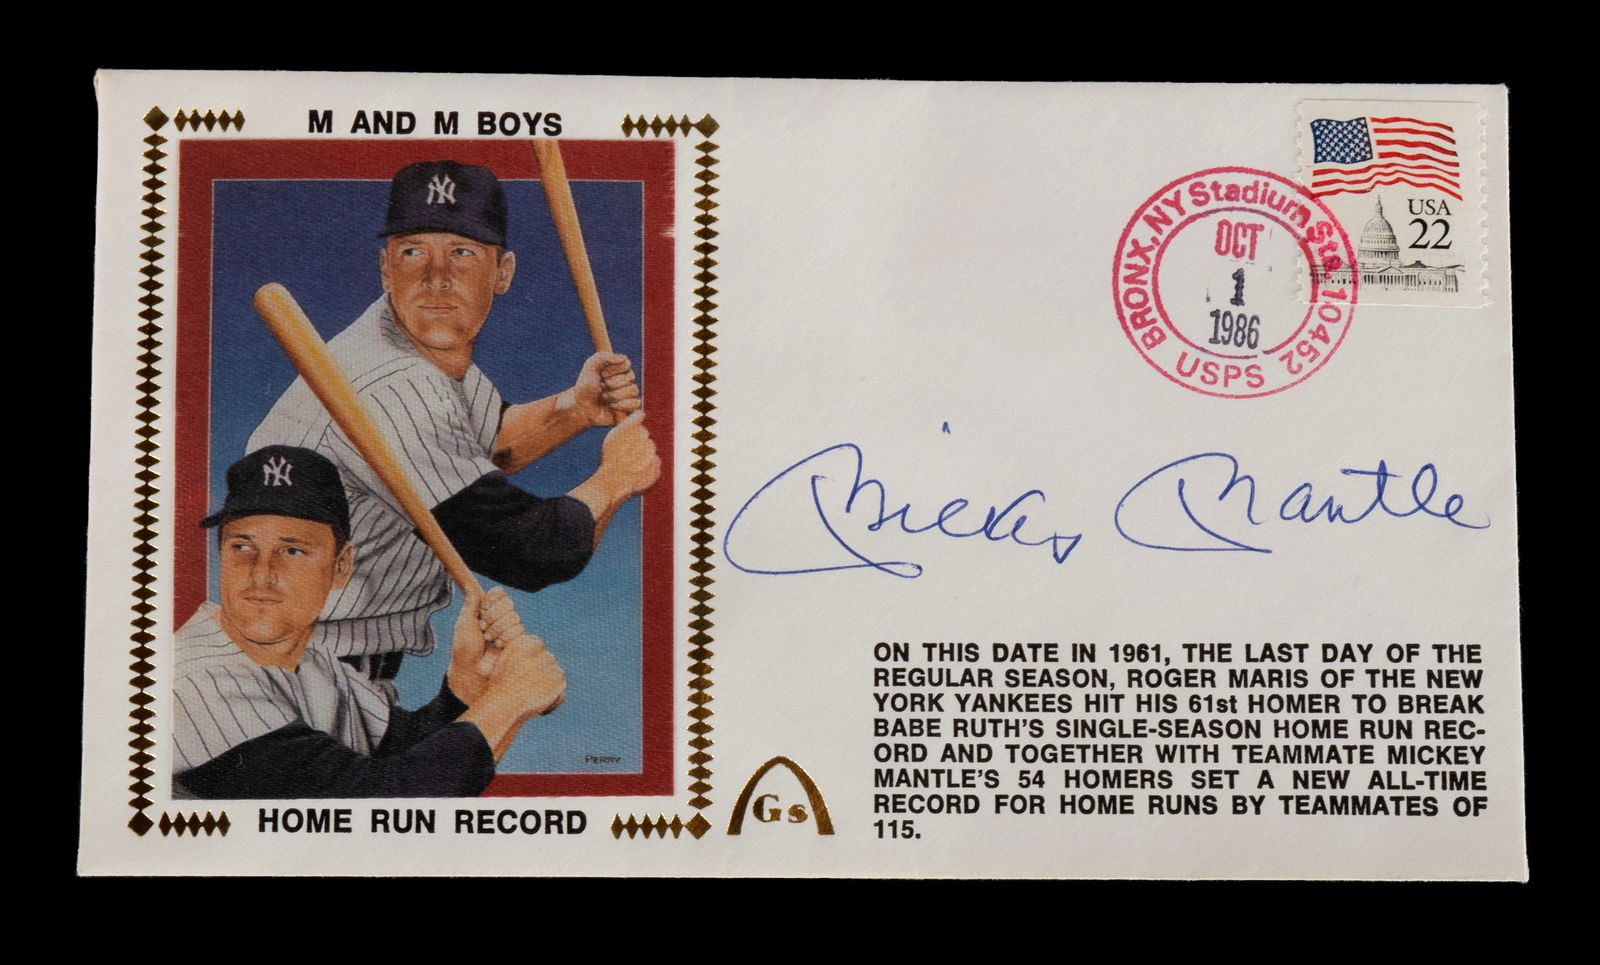 M AND M BOYS
NY
NY
PERRY
HOME RUN RECORD
Gs
BRONX, NY Stadium Sta. 10452
USPS
OCT
1
1986
USA
22
Mickey Mantle
ON THIS DATE IN 1961, THE LAST DAY OF THE
REGULAR SEASON, ROGER MARIS OF THE NEW
YORK YANKEES HIT HIS 61st HOMER TO BREAK
BABE RUTH'S SINGLE-SEASON HOME RUN REC-
ORD AND TOGETHER WITH TEAMMATE MICKEY
MANTLE'S 54 HOMERS SET A NEW ALL-TIME
RECORD FOR HOME RUNS BY TEAMMATES OF
115.